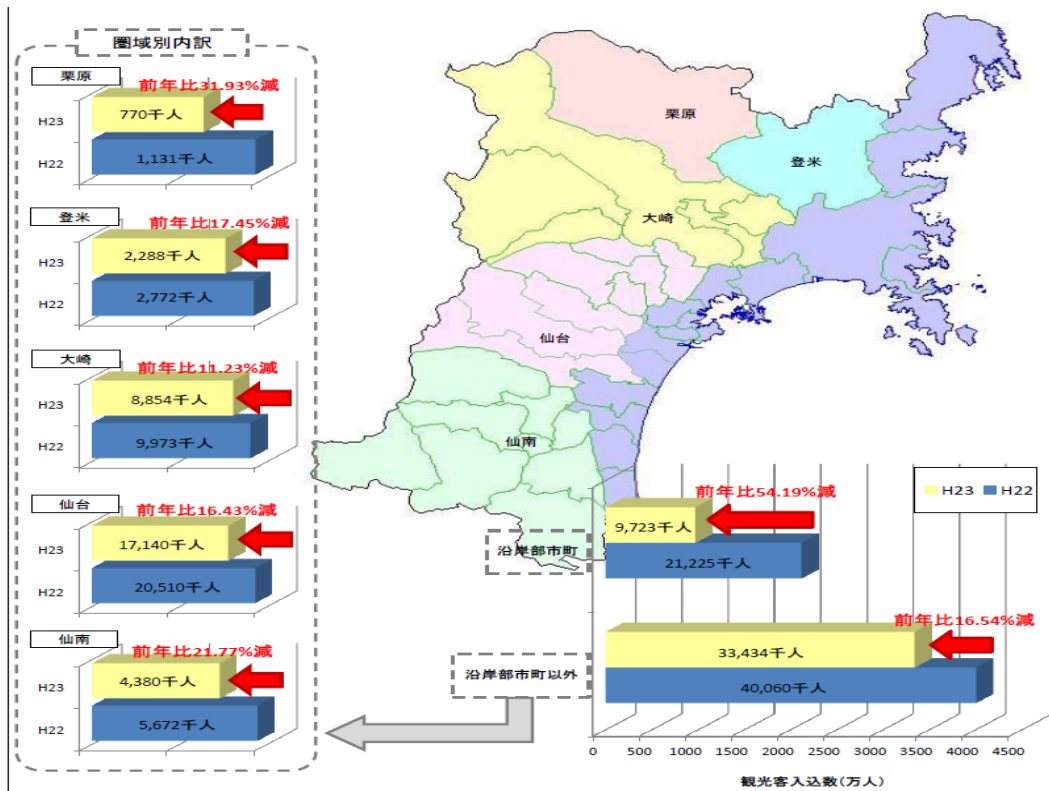 圏域別内訳
栗原
前年比31.93%減
H23
770千人
H22
1,131千人
登米
前年比17.45%減
H23
2,288千人
H22
2,772千人
大崎
前年比11.23%減
H23
8,854千人
H22
9,973千人
仙台
前年比16.43%減
H23
17,140千人
H22
20,510千人
仙南
前年比21.77%減
H23
4,380千人
H22
5,672千人
栗原
登米
大崎
仙台
仙南
H23 H22
沿岸部市町
前年比54.19%減
9,723千人
21,225千人
沿岸部市町以外
前年比16.54%減
33,434千人
40,060千人
0 500 1000 1500 2000 2500 3000 3500 4000 4500
観光客入込数(万人)